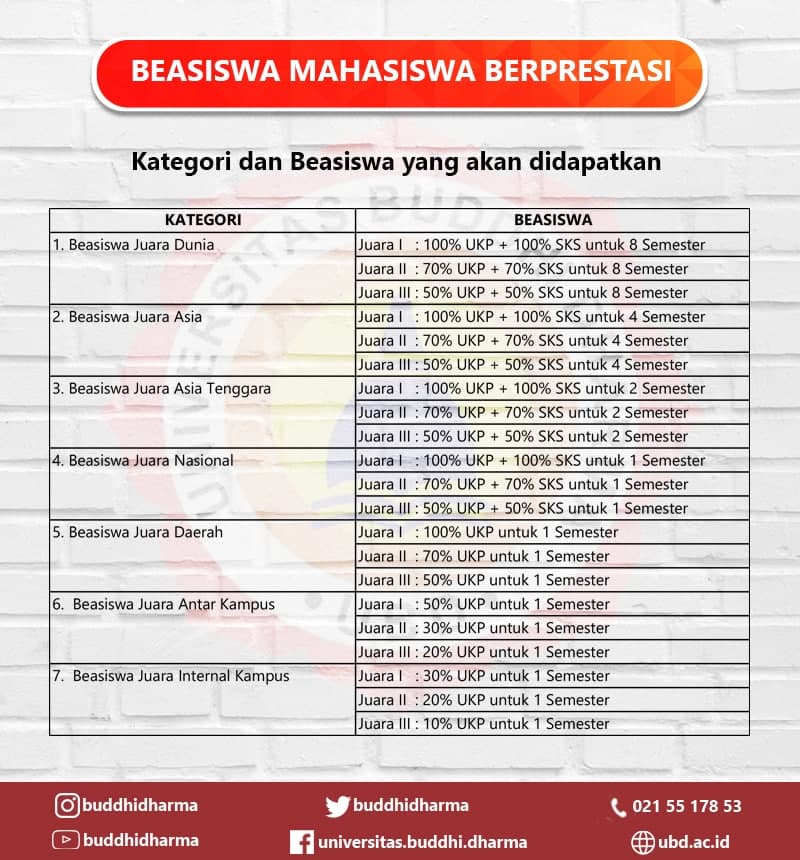 BEASISWA MAHASISWA BERPRESTASI
Kategori dan Beasiswa yang akan didapatkan
KATEGORI BEASISWA
1. Beasiswa Juara Dunia Juara I : 100% UKP + 100% SKS untuk 8 Semester
Juara II : 70% UKP + 70% SKS untuk 8 Semester
Juara III : 50% UKP + 50% SKS untuk 8 Semester
2. Beasiswa Juara Asia Juara I : 100% UKP + 100% SKS untuk 4 Semester
Juara II : 70% UKP + 70% SKS untuk 4 Semester
Juara III : 50% UKP + 50% SKS untuk 4 Semester
3. Beasiswa Juara Asia Tenggara Juara I : 100% UKP + 100% SKS untuk 2 Semester
Juara II : 70% UKP + 70% SKS untuk 2 Semester
Juara III : 50% UKP + 50% SKS untuk 2 Semester
4. Beasiswa Juara Nasional Juara I : 100% UKP + 100% SKS untuk 1 Semester
Juara II : 70% UKP + 70% SKS untuk 1 Semester
Juara III : 50% UKP + 50% SKS untuk 1 Semester
5. Beasiswa Juara Daerah Juara I : 100% UKP untuk 1 Semester
Juara II : 70% UKP untuk 1 Semester
Juara III : 50% UKP untuk 1 Semester
6. Beasiswa Juara Antar Kampus Juara I : 50% UKP untuk 1 Semester
Juara II : 30% UKP untuk 1 Semester
Juara III : 20% UKP untuk 1 Semester
7. Beasiswa Juara Internal Kampus Juara I : 30% UKP untuk 1 Semester
Juara II : 20% UKP untuk 1 Semester
Juara III : 10% UKP untuk 1 Semester
buddhidharma buddhidharma 021 55 178 53
buddhidharma universitas.buddhi.dharma ubd.ac.id